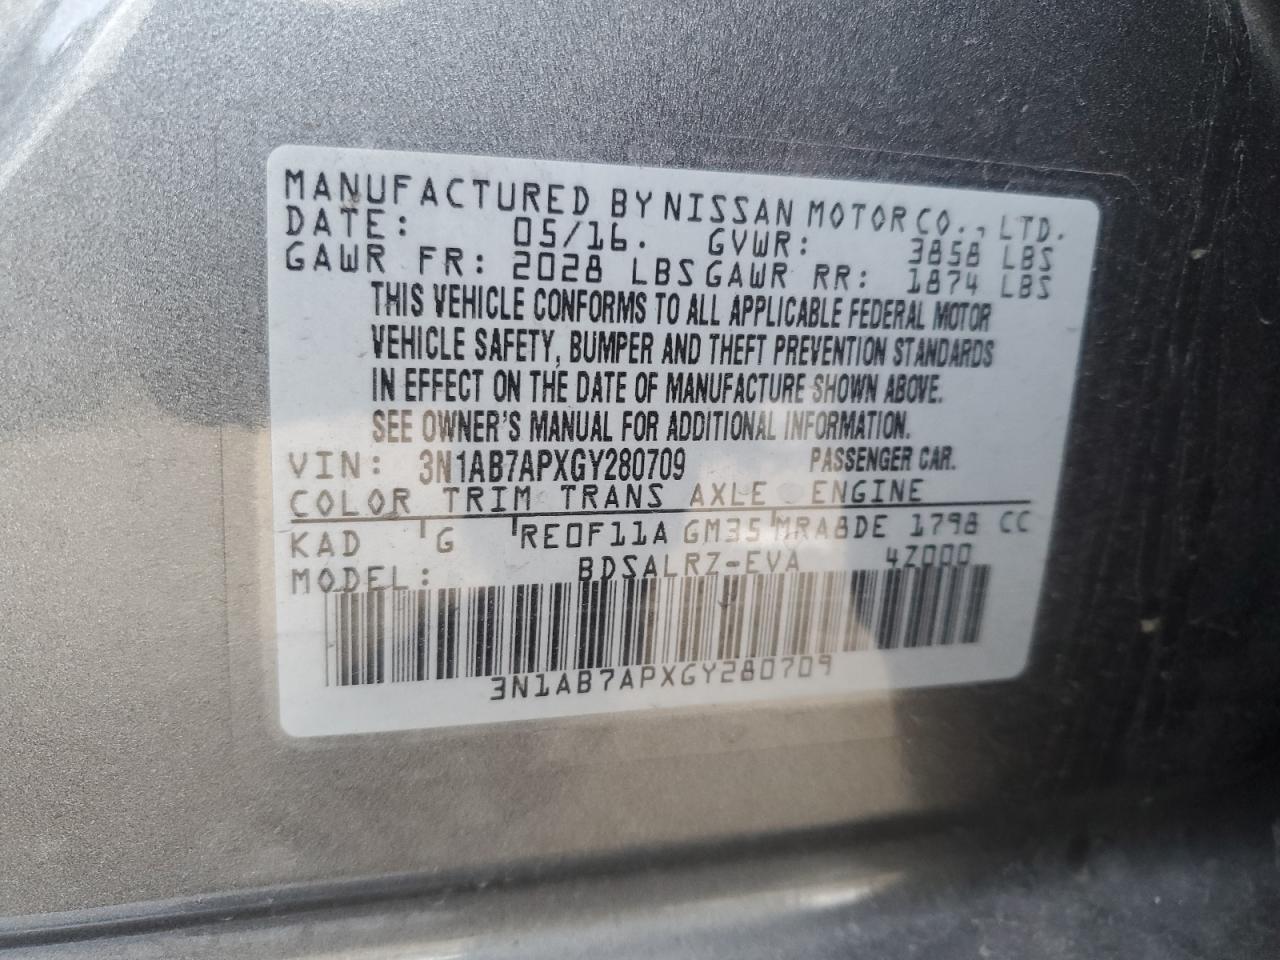 MANUFACTURED BY NISSAN MOTOR CO., LTD.
DATE: 05/16. GVWR: 3858 LBS
GAWR FR: 2028 LBS GAWR RR: 1874 LBS
THIS VEHICLE CONFORMS TO ALL APPLICABLE FEDERAL MOTOR
VEHICLE SAFETY, BUMPER AND THEFT PREVENTION STANDARDS
IN EFFECT ON THE DATE OF MANUFACTURE SHOWN ABOVE.
SEE OWNER'S MANUAL FOR ADDITIONAL INFORMATION.
VIN: 3N1AB7APXGY280709 PASSENGER CAR.
COLOR TRIM TRANS AXLE ENGINE
KAD G RE0F11A GM35 MRA8DE 1798 CC
MODEL: BDSALRZ-EVA 4Z000
3N1AB7APXGY280709